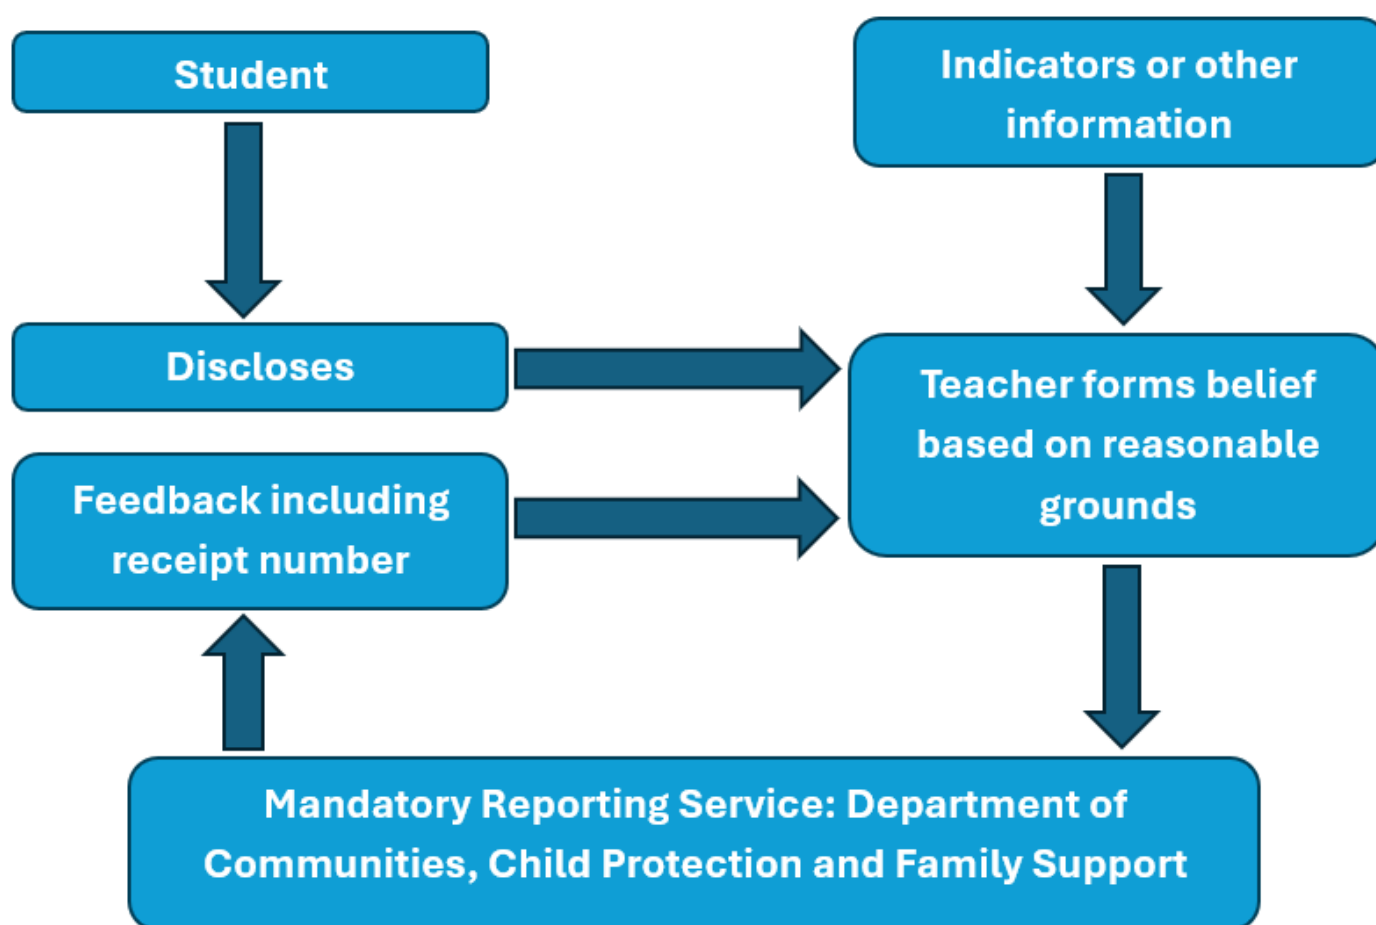 Student
Indicators or other
information
Discloses
Teacher forms belief
based on reasonable
grounds
Feedback including
receipt number
Mandatory Reporting Service: Department of
Communities, Child Protection and Family Support